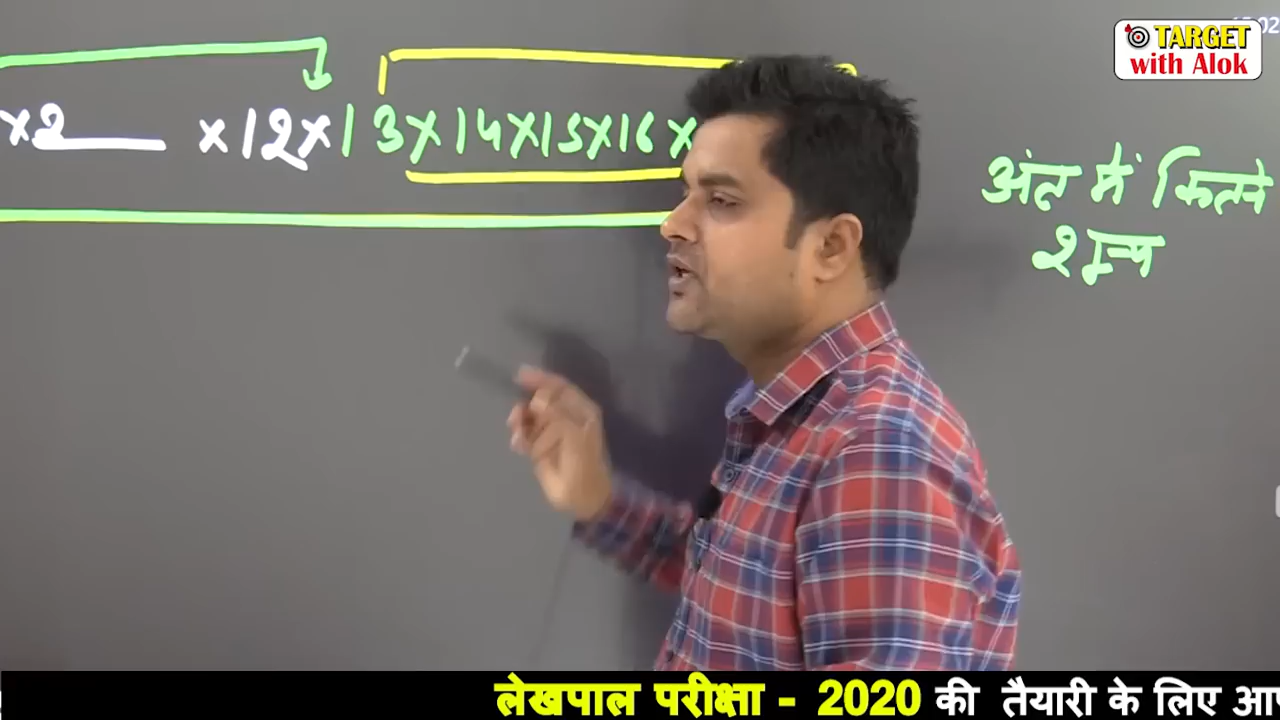 TARGET
with Alok
×2 ×12×13×14×15×16×
अंत में कितने
शून्य
लेखपाल परीक्षा - 2020 की तैयारी के लिए आ